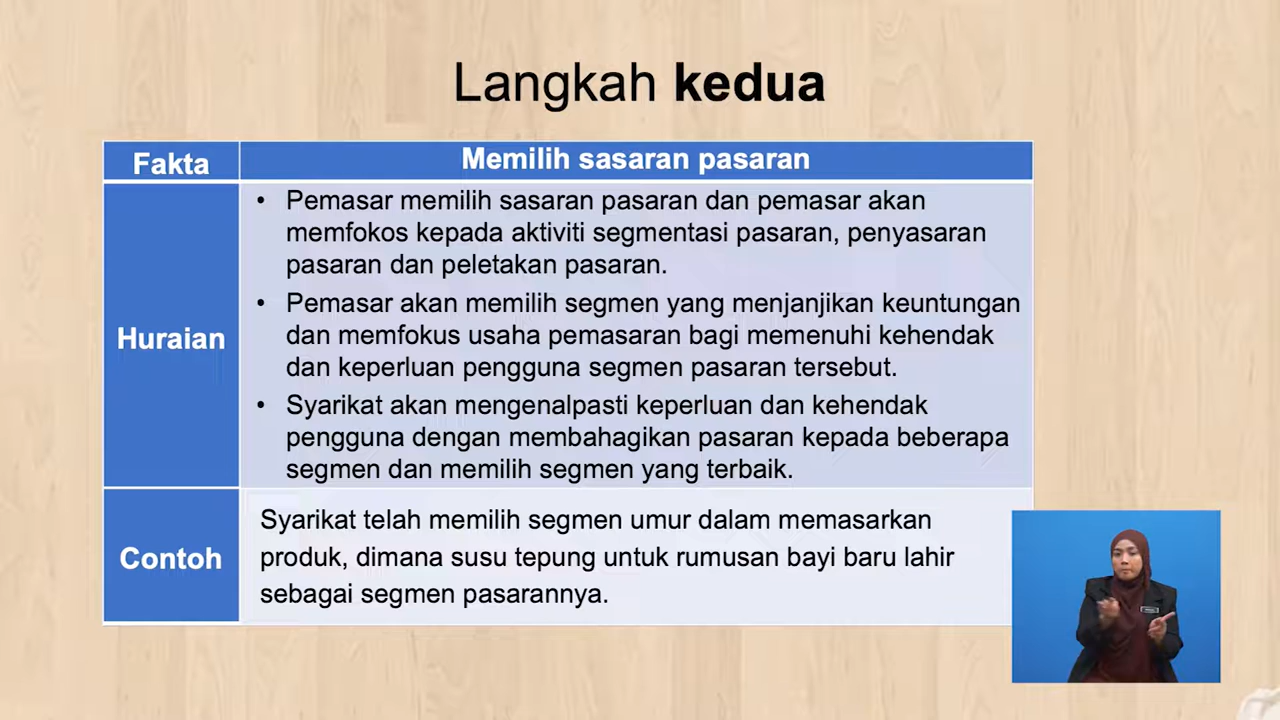 Langkah kedua
Fakta
Memilih sasaran pasaran
Huraian
• Pemasar memilih sasaran pasaran dan pemasar akan
memfokos kepada aktiviti segmentasi pasaran, penyasaran
pasaran dan peletakan pasaran.
• Pemasar akan memilih segmen yang menjanjikan keuntungan
dan memfokus usaha pemasaran bagi memenuhi kehendak
dan keperluan pengguna segmen pasaran tersebut.
• Syarikat akan mengenalpasti keperluan dan kehendak
pengguna dengan membahagikan pasaran kepada beberapa
segmen dan memilih segmen yang terbaik.
Contoh
Syarikat telah memilih segmen umur dalam memasarkan
produk, dimana susu tepung untuk rumusan bayi baru lahir
sebagai segmen pasarannya.